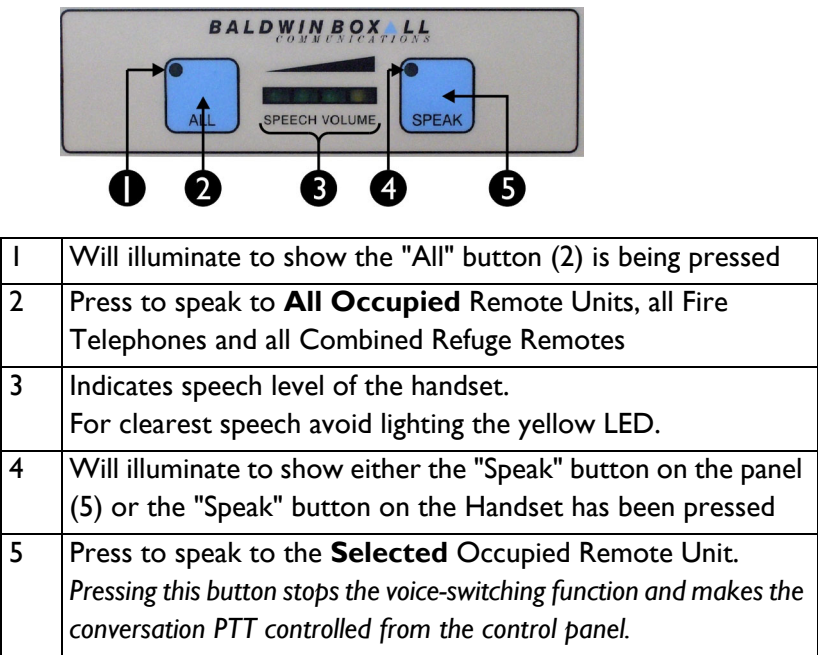 BALDWIN BOXALL
COMMUNICATIONS
ALL
SPEECH VOLUME
SPEAK
1 2 3 4 5
1 Will illuminate to show the "All" button (2) is being pressed
2 Press to speak to All Occupied Remote Units, all Fire
Telephones and all Combined Refuge Remotes
3 Indicates speech level of the handset.
For clearest speech avoid lighting the yellow LED.
4 Will illuminate to show either the "Speak" button on the panel
(5) or the "Speak" button on the Handset has been pressed
5 Press to speak to the Selected Occupied Remote Unit.
Pressing this button stops the voice-switching function and makes the
conversation PTT controlled from the control panel.